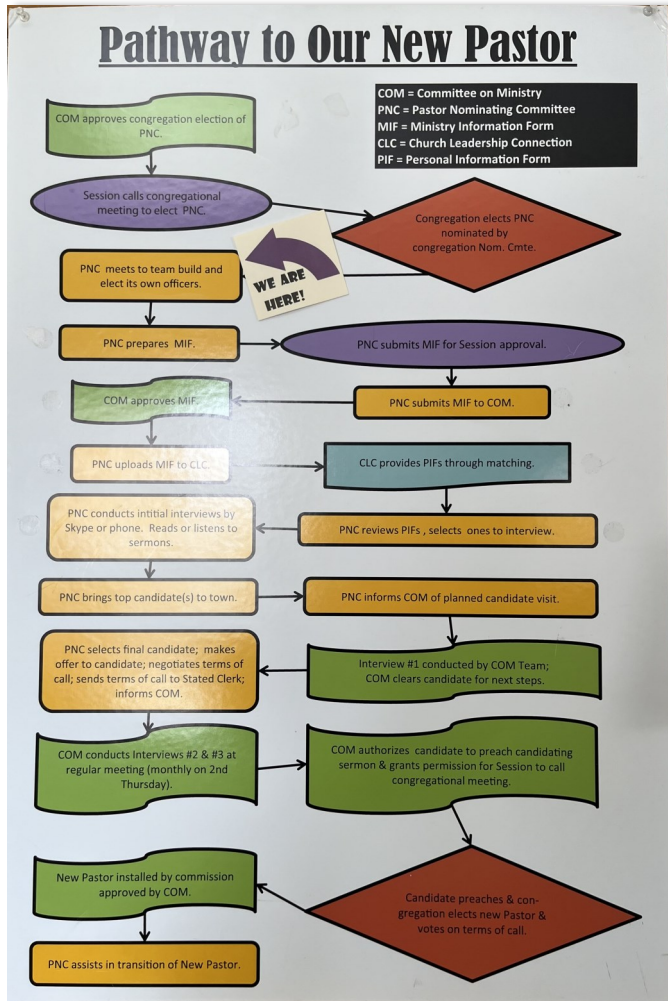 Pathway to Our New Pastor
COM = Committee on Ministry
PNC = Pastor Nominating Committee
MIF = Ministry Information Form
CLC = Church Leadership Connection
PIF = Personal Information Form
COM approves congregation election of
PNC.
Session calls congregational
meeting to elect PNC.
Congregation elects PNC
nominated by
congregation Nom. Cmte.
WE ARE
HERE!
PNC meets to team build and
elect its own officers.
PNC prepares MIF.
PNC submits MIF for Session approval.
PNC submits MIF to COM.
COM approves MIF.
PNC uploads MIF to CLC.
CLC provides PIFs through matching.
PNC reviews PIFs , selects ones to interview.
PNC conducts intitial interviews by
Skype or phone. Reads or listens to
sermons.
PNC brings top candidate(s) to town.
PNC informs COM of planned candidate visit.
Interview #1 conducted by COM Team;
COM clears candidate for next steps.
PNC selects final candidate; makes
offer to candidate; negotiates terms of
call; sends terms of call to Stated Clerk;
informs COM.
COM conducts Interviews #2 & #3 at
regular meeting (monthly on 2nd
Thursday).
COM authorizes candidate to preach candidating
sermon & grants permission for Session to call
congregational meeting.
Candidate preaches & con-
gregation elects new Pastor &
votes on terms of call.
New Pastor installed by commission
approved by COM.
PNC assists in transition of New Pastor.